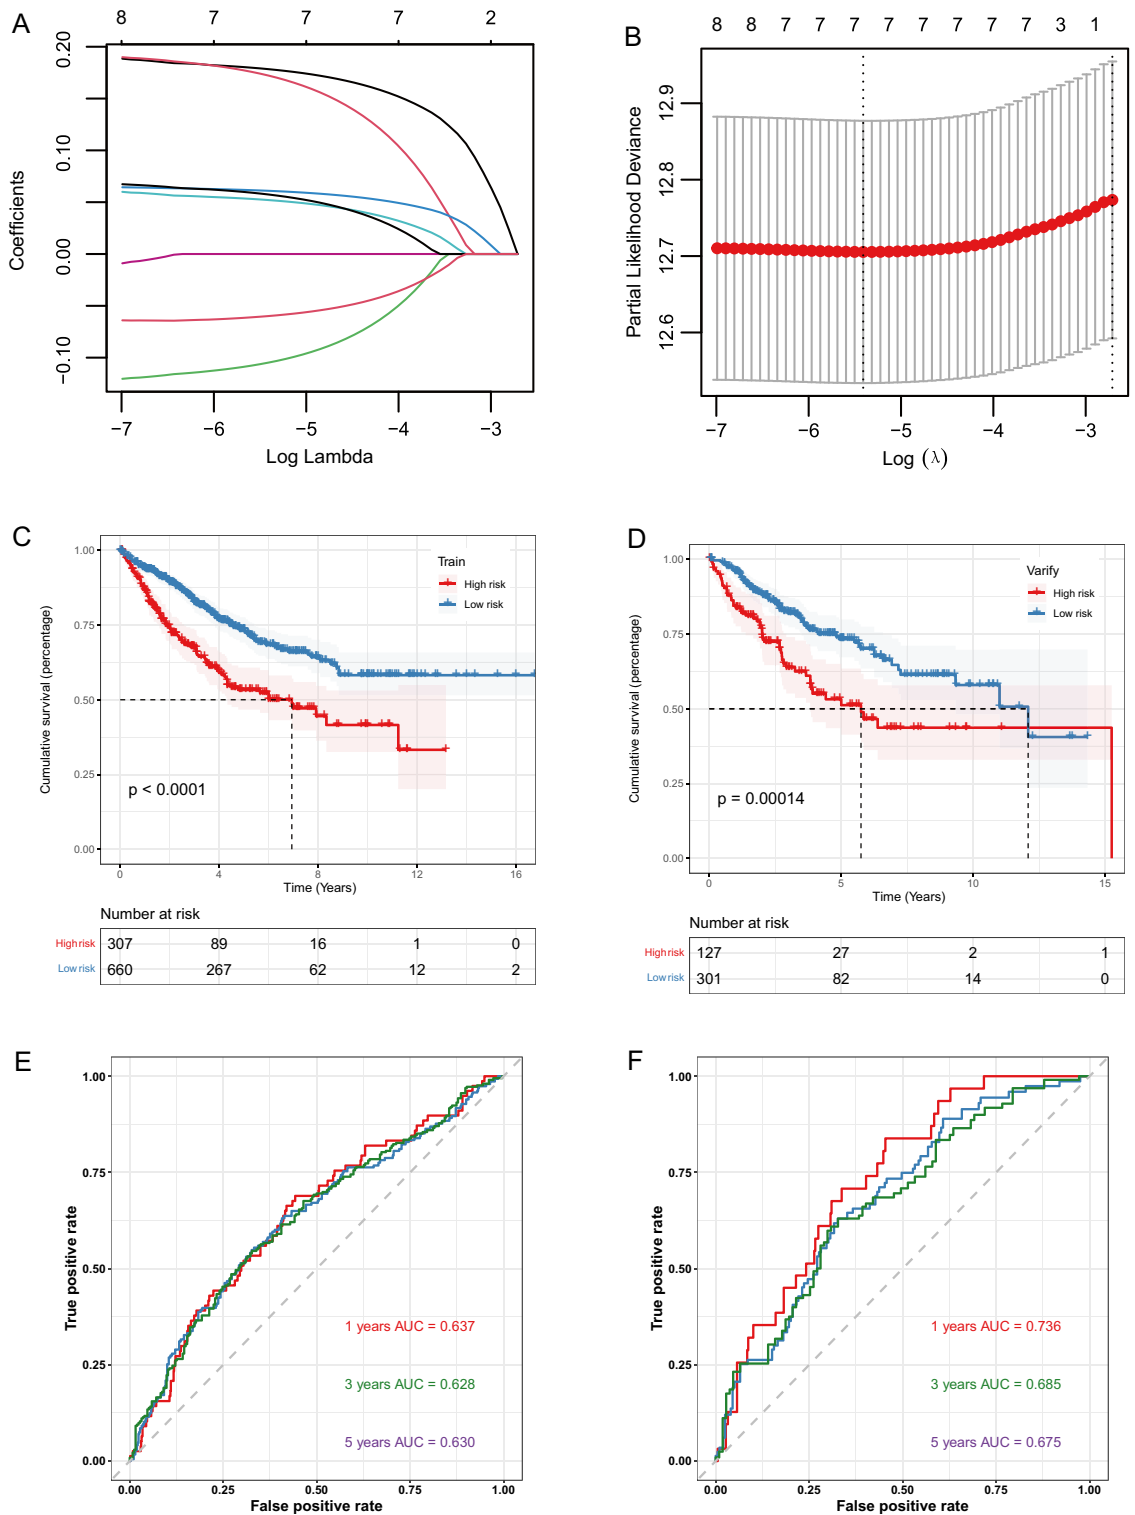 A
8 7 7 7 2
0.20
0.10
0.00
−0.10
Coefficients
−7 −6 −5 −4 −3
Log Lambda
B
8 8 7 7 7 7 7 7 7 3 1
12.9
12.8
12.7
12.6
Partial Likelihood Deviance
−7 −6 −5 −4 −3
Log (λ)
C
1.00
0.75
0.50
0.25
0.00
Cumulative survival (percentage)
Train
High risk
Low risk
p < 0.0001
0 4 8 12 16
Time (Years)
Number at risk
High risk 307 89 16 1 0
Low risk 660 267 62 12 2
D
1.00
0.75
0.50
0.25
0.00
Cumulative survival (percentage)
Varify
High risk
Low risk
p = 0.00014
0 5 10 15
Time (Years)
Number at risk
High risk 127 27 2 1
Low risk 301 82 14 0
E
1.00
0.75
0.50
0.25
0.00
True positive rate
1 years AUC = 0.637
3 years AUC = 0.628
5 years AUC = 0.630
0.00 0.25 0.50 0.75 1.00
False positive rate
F
1.00
0.75
0.50
0.25
0.00
True positive rate
1 years AUC = 0.736
3 years AUC = 0.685
5 years AUC = 0.675
0.00 0.25 0.50 0.75 1.00
False positive rate